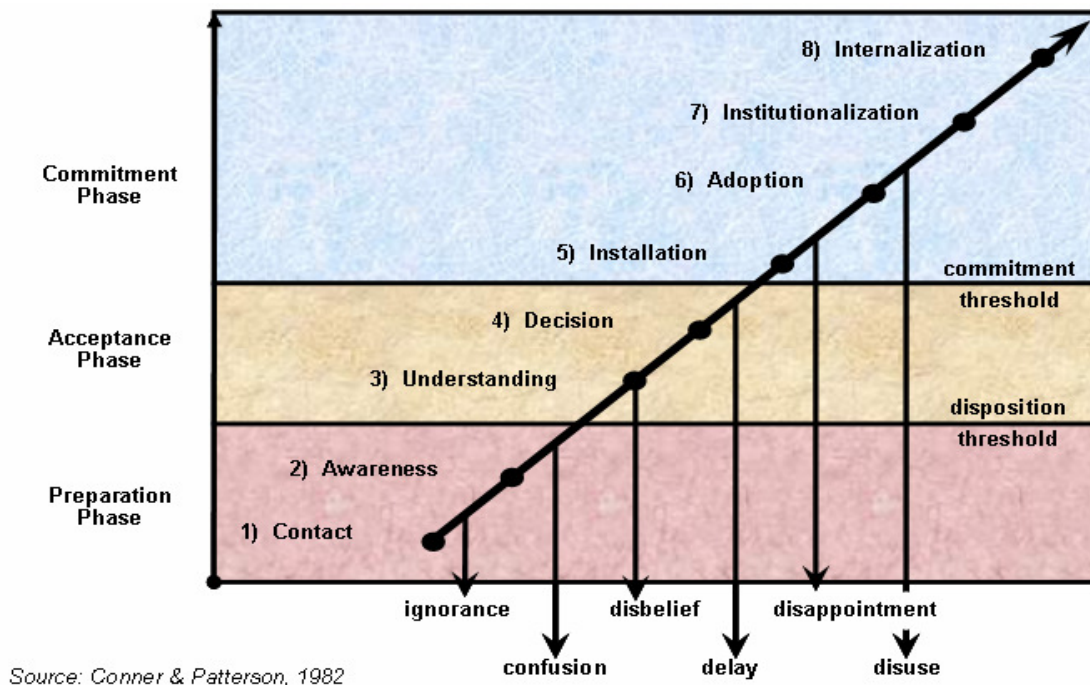 8) Internalization
7) Institutionalization
Commitment
Phase
6) Adoption
5) Installation
commitment
threshold
4) Decision
Acceptance
Phase
3) Understanding
disposition
threshold
2) Awareness
Preparation
Phase
1) Contact
ignorance
disbelief
disappointment
confusion
delay
disuse
Source: Conner & Patterson, 1982